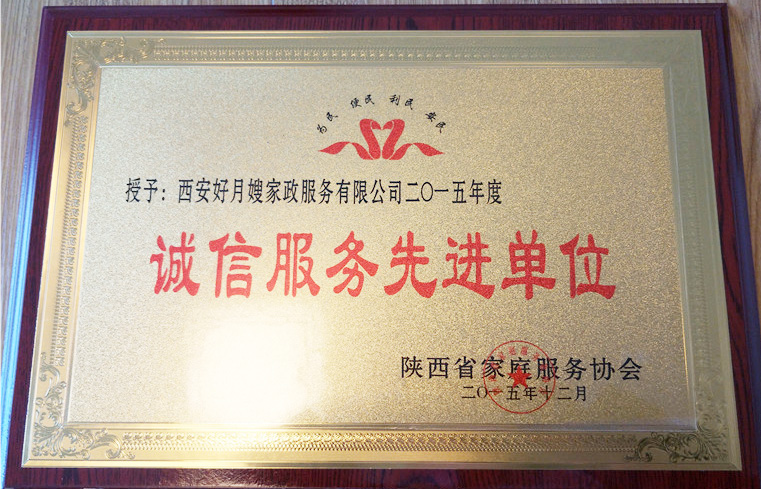 为民 便民 利民 安民
授予：西安好月嫂家政服务有限公司二〇一五年度
诚信服务先进单位
陕西省家庭服务协会
二〇一五年十二月